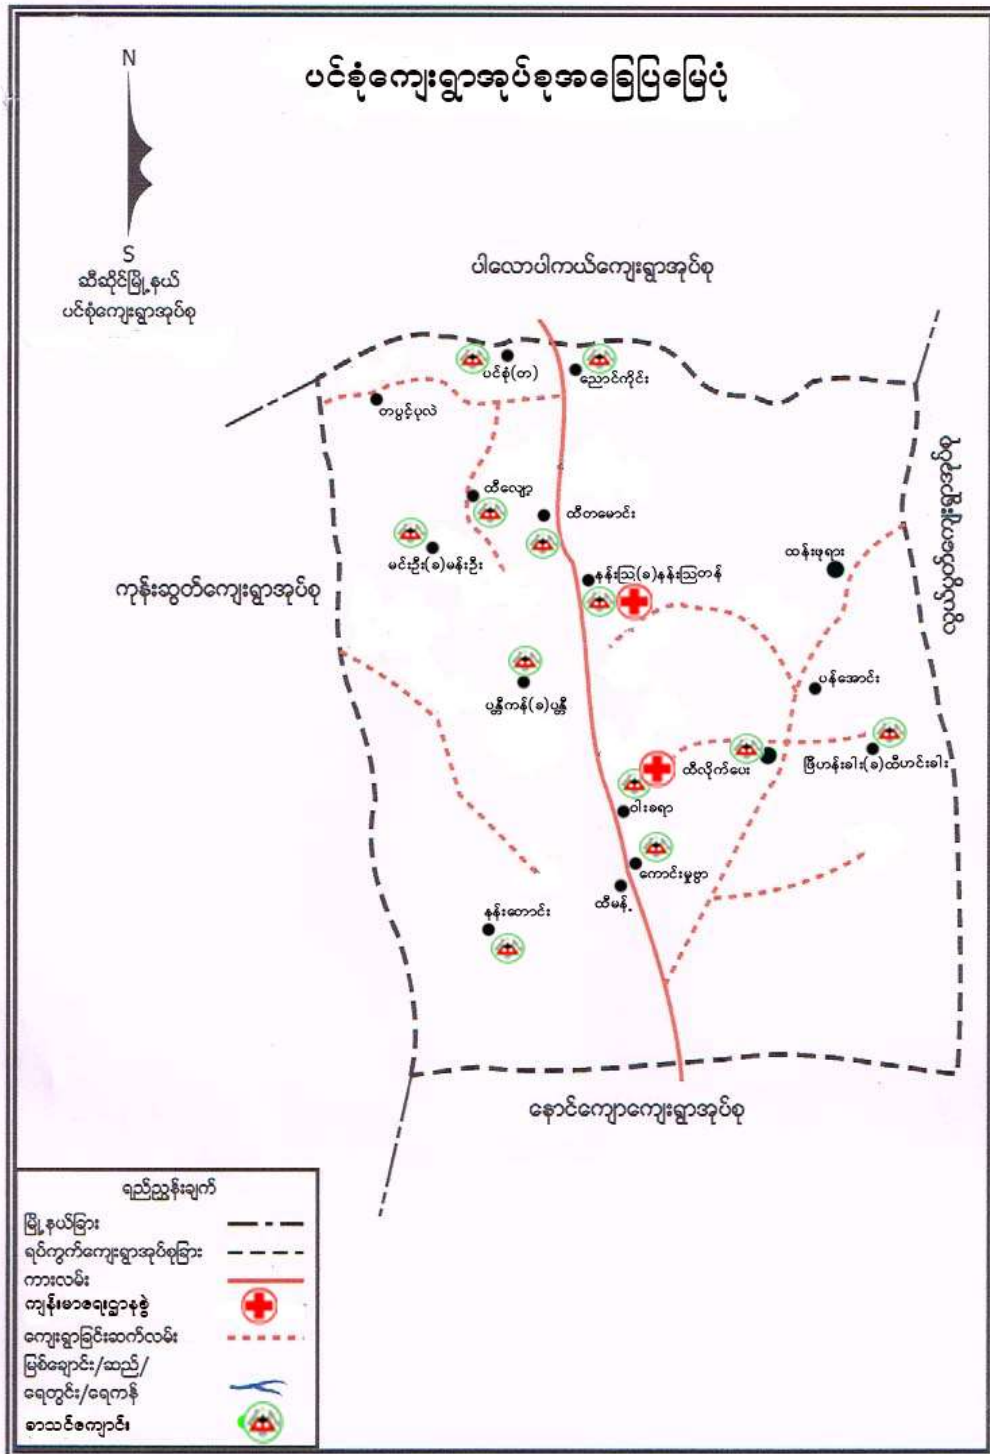 ပင်စုံကျေးရွာအုပ်စုအခြေပြမြေပုံ
N
S
ဆီဆိုင်မြို့နယ်
ပင်စုံကျေးရွာအုပ်စု
ပါလောပါကယ်ကျေးရွာအုပ်စု
ပင်စုံ(တ)
ညောင်ကိုင်း
တပွင့်ပုလဲ
ထီလျော့
ထီတမောင်း
မင်းဦး(ခ)မန်းဦး
ထန်းဖုရား
နန်းသြ(ခ)နန်းသြတန်
ကုန်းဆွတ်ကျေးရွာအုပ်စု
ပန်အောင်း
ပန္တီကန်(ခ)ပန္တီ
ထီလိုက်ပေး
ဖြီဟန်းခါး(ခ)ထီဟင်းခါး
ဝါးခရာ
ကောင်းမှုဗွာ
ထီမန့်
နန်းတောင်း
နောင်ကျောကျေးရွာအုပ်စု
ရည်ညွှန်းချက်
မြို့နယ်ခြား
ရပ်ကွက်ကျေးရွာအုပ်စုခြား
ကားလမ်း
ကျန်းမာရေးဌာနခွဲ
ကျေးရွာခြင်းဆက်လမ်း
မြစ်ချောင်း/ဆည်/
ရေတွင်း/ရေကန်
စာသင်ကျောင်း